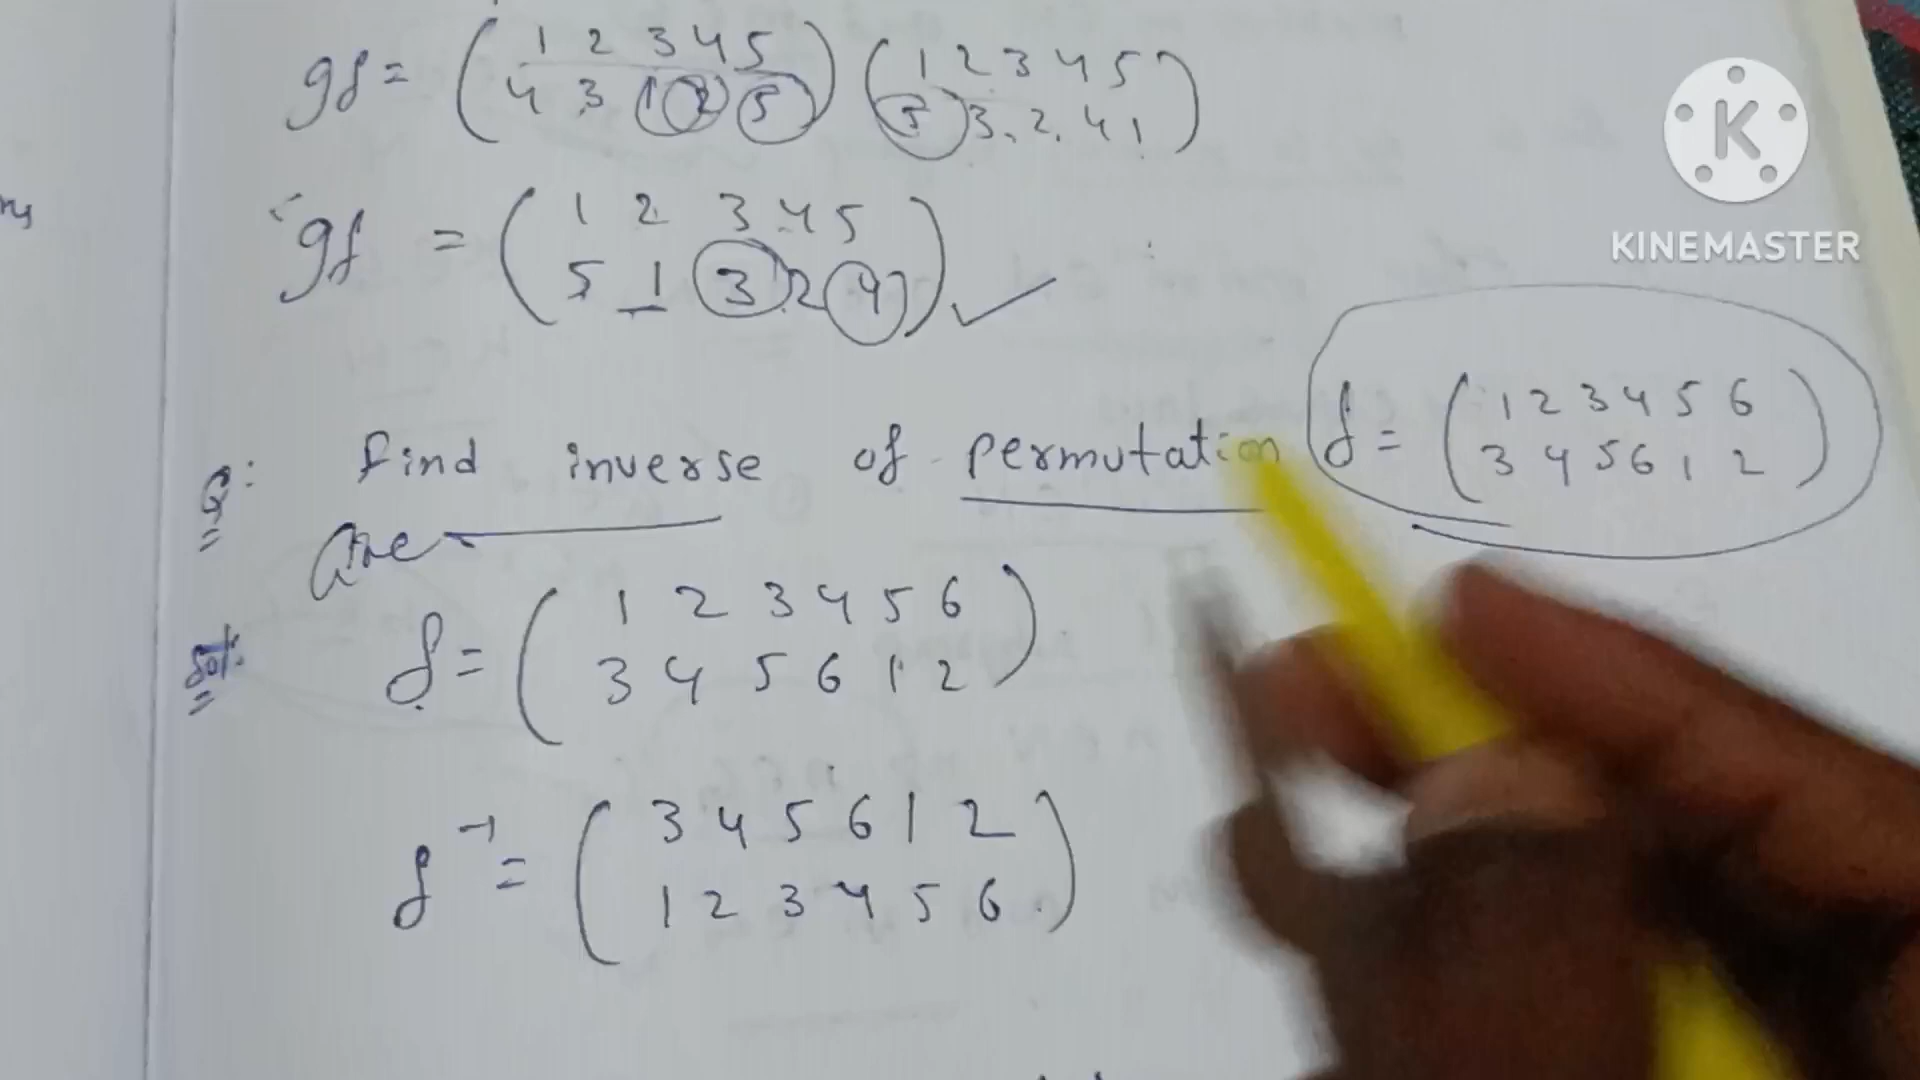 gf = ( 1 2 3 4 5 ) ( 1 2 3 4 5 )
4 3 1 2 5 5 3. 2. 4 1
KINEMASTER
gf = ( 1 2 3 4 5 )
5 1 3 2 4 ✓
Q: find inverse of permutation f = ( 1 2 3 4 5 6 )
3 4 5 6 1 2
are
Sol: f = ( 1 2 3 4 5 6 )
3 4 5 6 1 2
f⁻¹ = ( 3 4 5 6 1 2 )
1 2 3 4 5 6